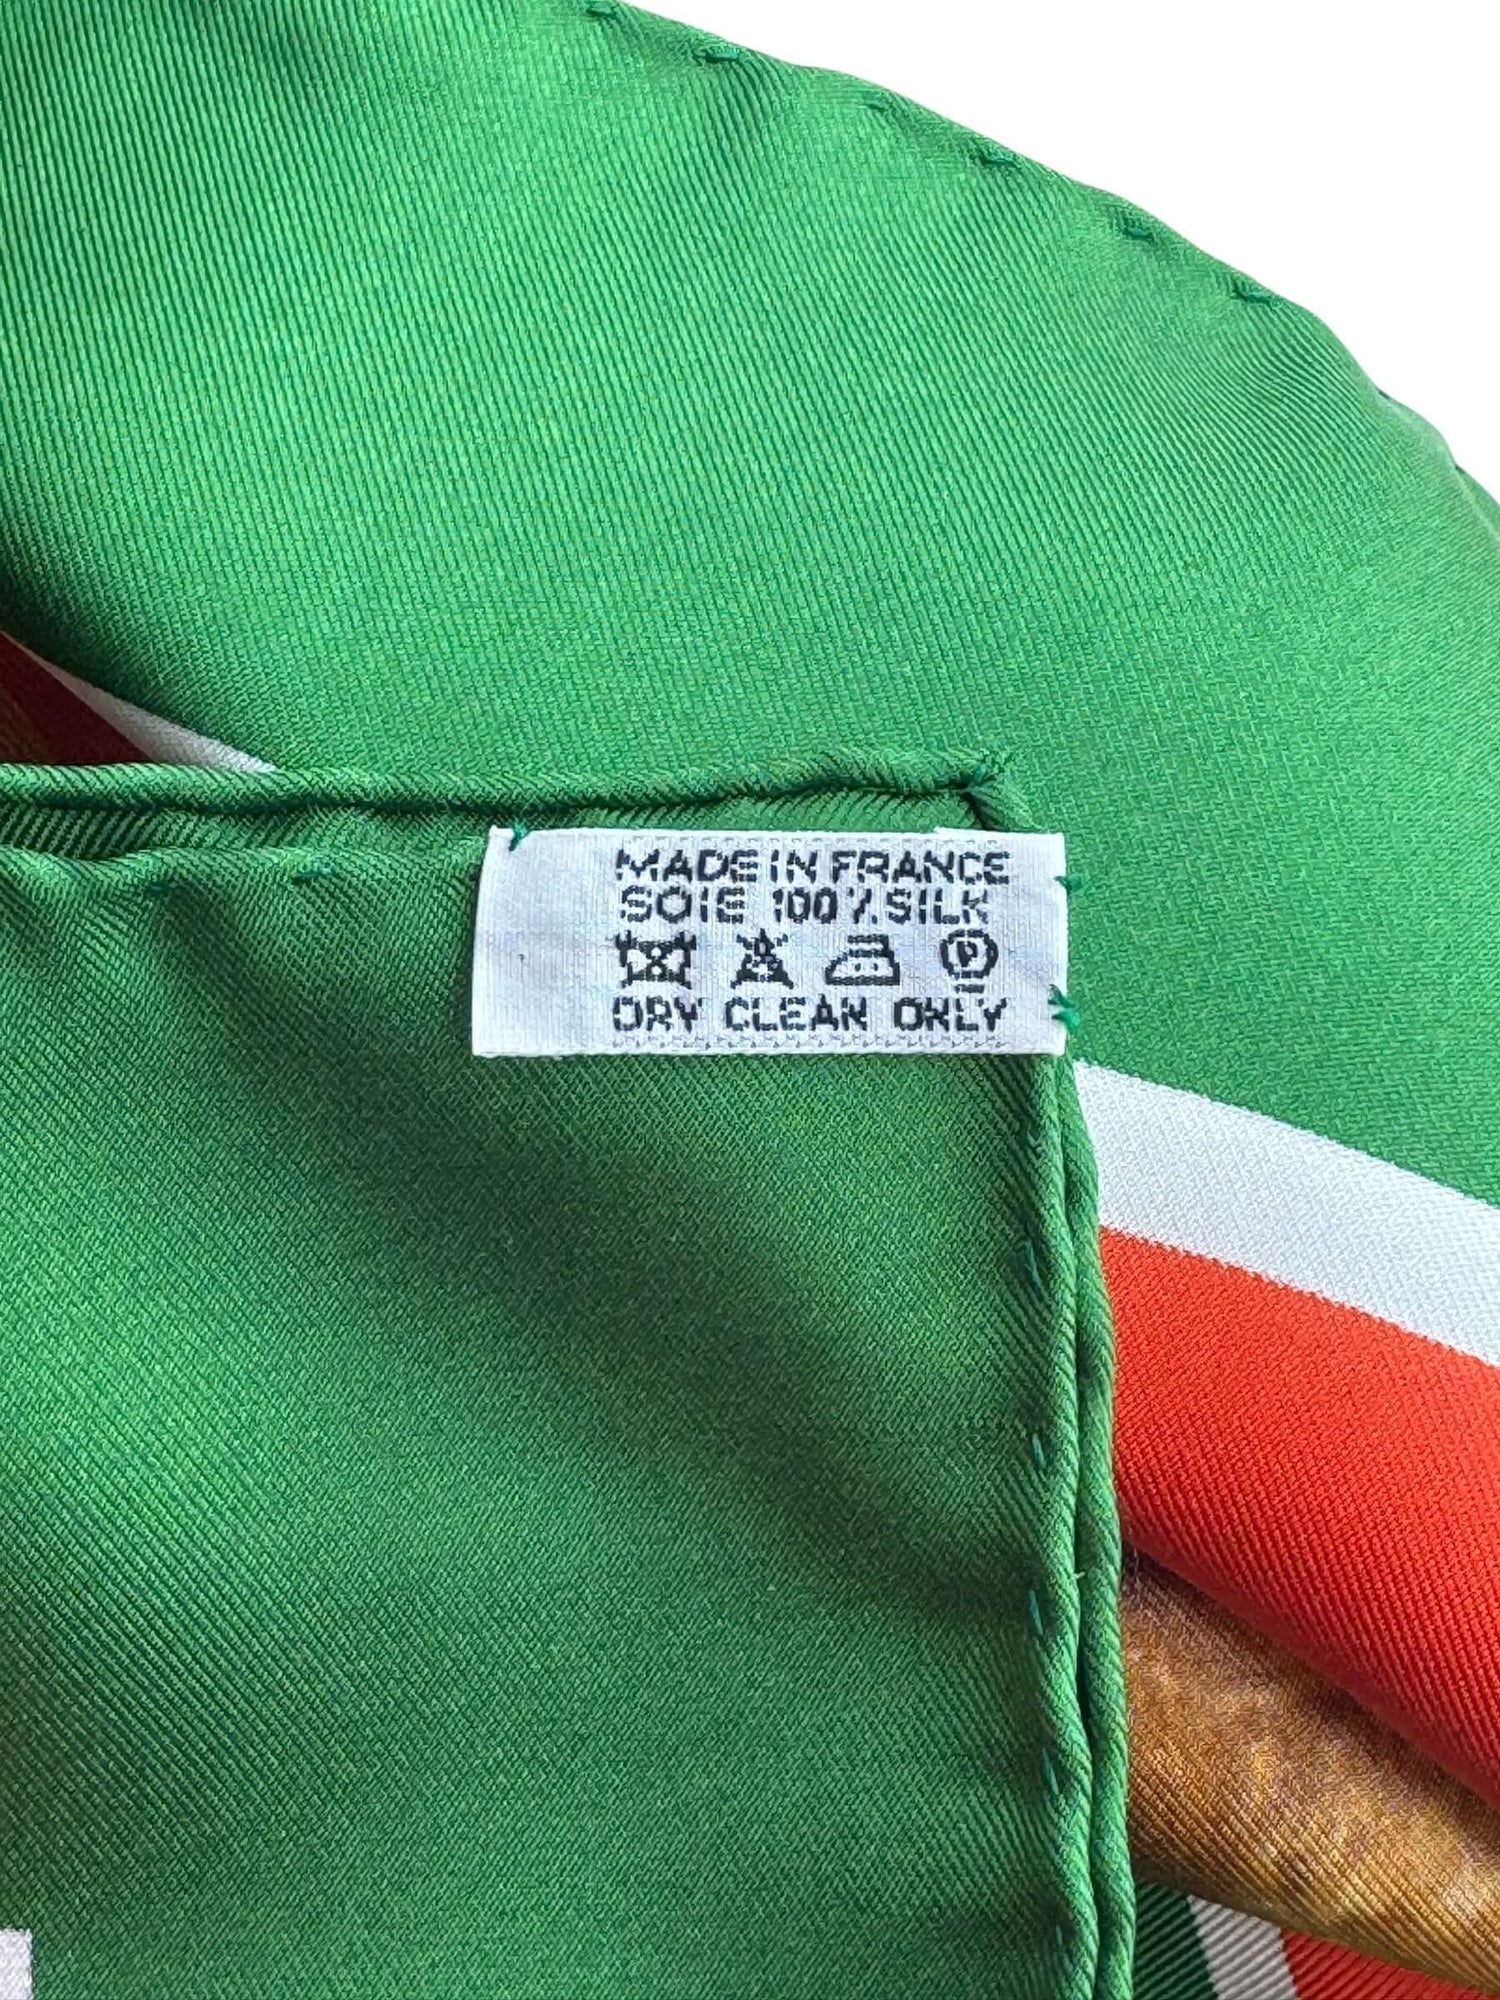 MADE IN FRANCE
SOIE 100% SILK
P
DRY CLEAN ONLY